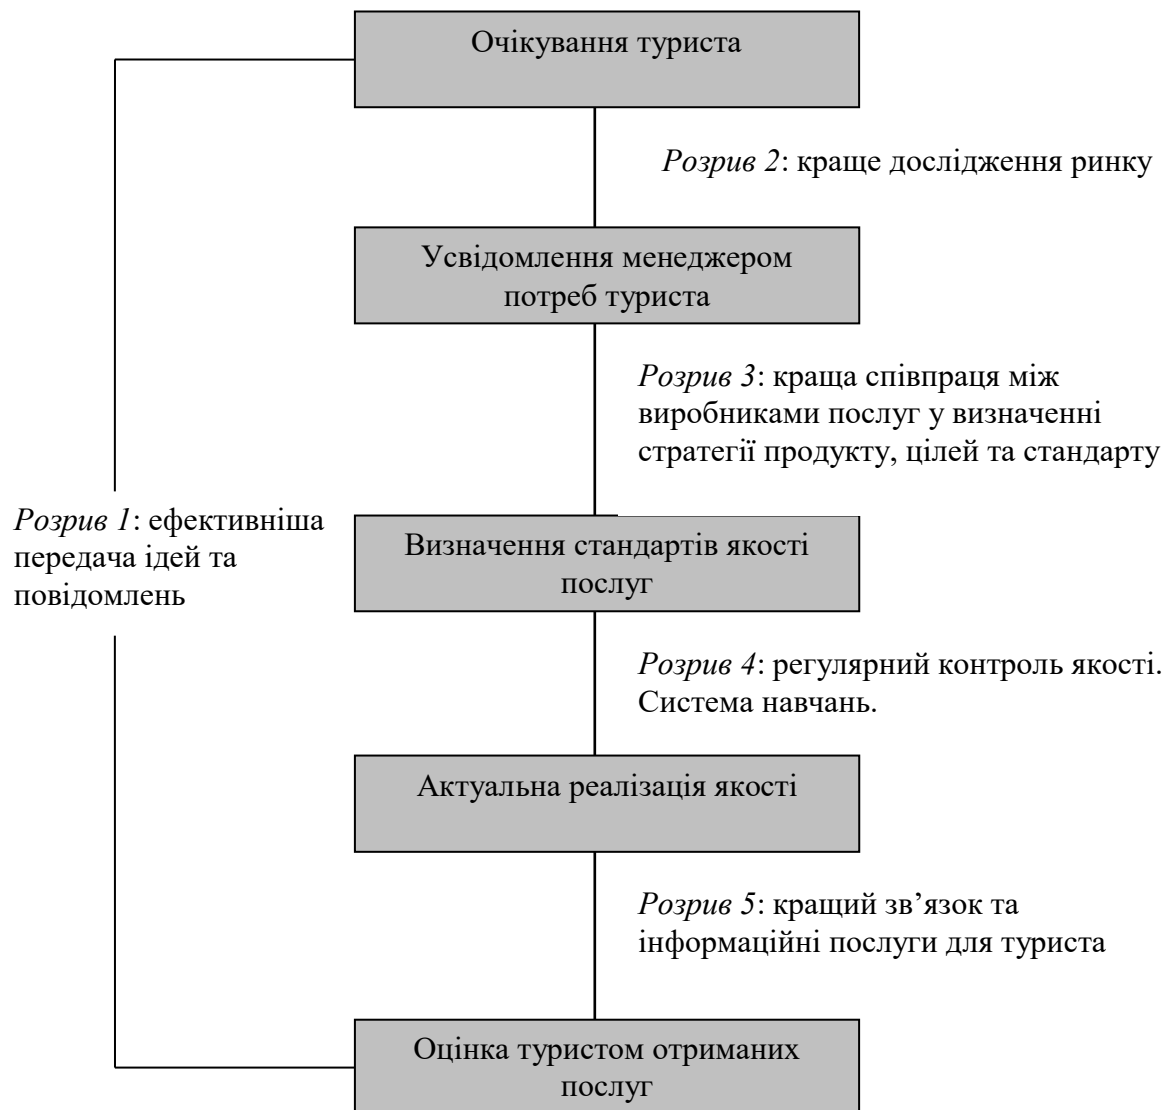 Очікування туриста
Розрив 2: краще дослідження ринку
Усвідомлення менеджером
потреб туриста
Розрив 3: краща співпраця між
виробниками послуг у визначенні
стратегії продукту, цілей та стандарту
Розрив 1: ефективніша
передача ідей та
повідомлень
Визначення стандартів якості
послуг
Розрив 4: регулярний контроль якості.
Система навчань.
Актуальна реалізація якості
Розрив 5: кращий зв’язок та
інформаційні послуги для туриста
Оцінка туристом отриманих
послуг